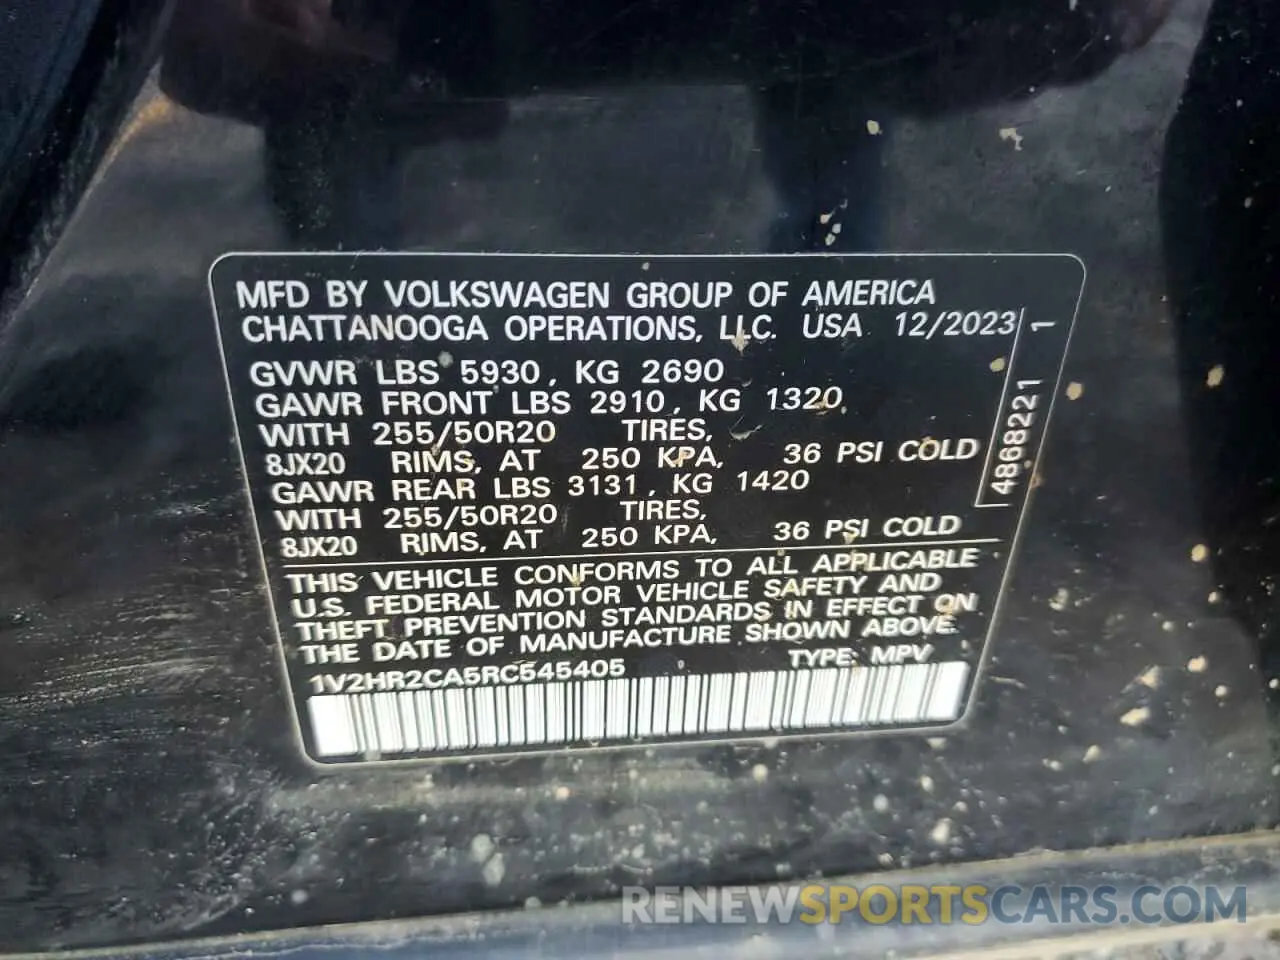 MFD BY VOLKSWAGEN GROUP OF AMERICA
CHATTANOOGA OPERATIONS, LLC. USA 12/2023
GVWR LBS 5930, KG 2690
GAWR FRONT LBS 2910, KG 1320,
WITH 255/50R20 TIRES,
8JX20 RIMS, AT 250 KPA, 36 PSI COLD
GAWR REAR LBS 3131, KG 1420
WITH 255/50R20 TIRES,
8JX20 RIMS, AT 250 KPA, 36 PSI COLD
THIS VEHICLE CONFORMS TO ALL APPLICABLE
U.S. FEDERAL MOTOR VEHICLE SAFETY AND
THEFT PREVENTION STANDARDS IN EFFECT ON
THE DATE OF MANUFACTURE SHOWN ABOVE.
1V2HR2CA5RC545405 TYPE: MPV
4868221 1
RENEWSPORTSCARS.COM